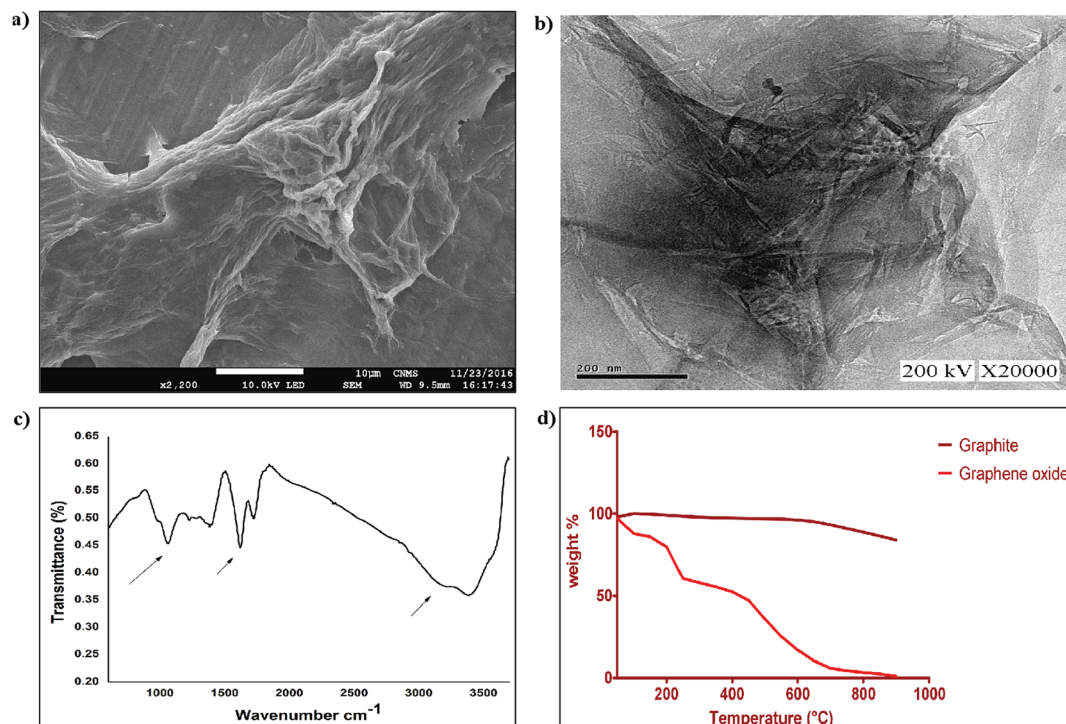 a)
10µm CNMS 11/23/2016
x2,200 10.0kV LED SEM WD 9.5mm 16:17:43
b)
200 nm
200 kV X20000
c)
0.65
0.60
0.55
0.50
0.45
0.40
0.35
0.30
0.25
0.20
Transmittance (%)
1000 1500 2000 2500 3000 3500
Wavenumber cm-1
d)
150
100
50
0
weight %
Graphite
Graphene oxide
200 400 600 800 1000
Temperature (°C)